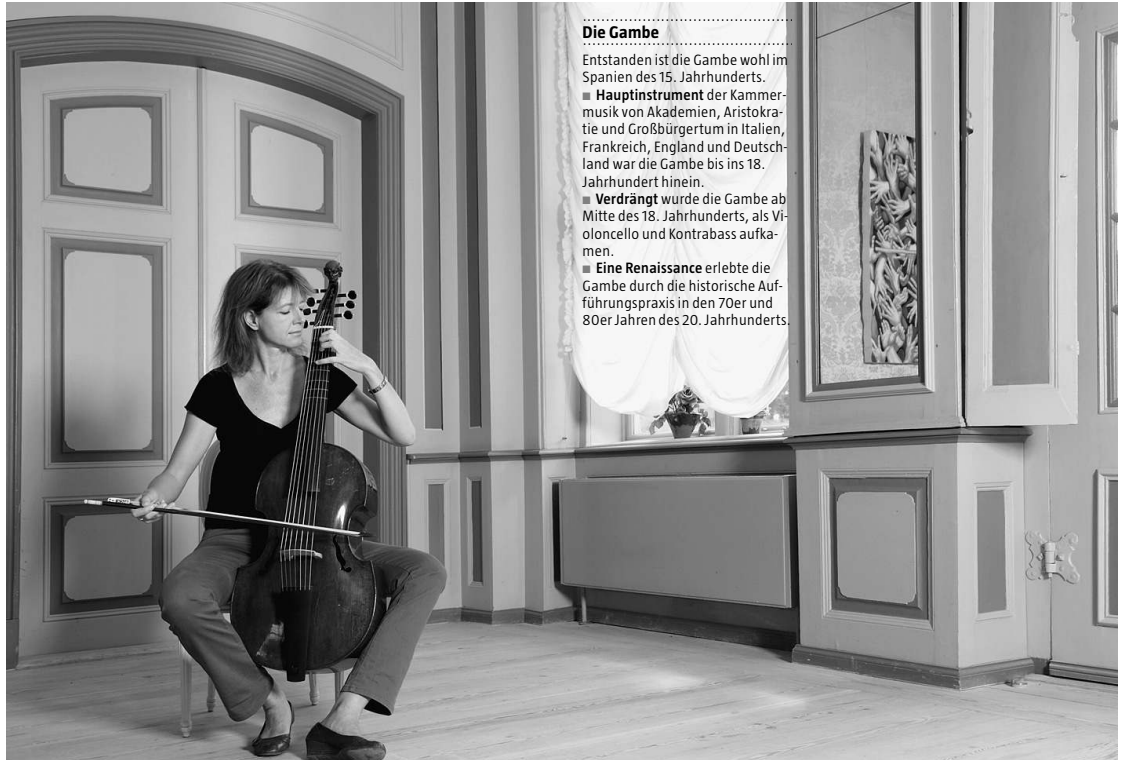 Die Gambe
Entstanden ist die Gambe wohl im
Spanien des 15. Jahrhunderts.
■ Hauptinstrument der Kammer-
musik von Akademien, Aristokra-
tie und Großbürgertum in Italien,
Frankreich, England und Deutsch-
land war die Gambe bis ins 18.
Jahrhundert hinein.
■ Verdrängt wurde die Gambe ab
Mitte des 18. Jahrhunderts, als Vi-
oloncello und Kontrabass aufka-
men.
■ Eine Renaissance erlebte die
Gambe durch die historische Auf-
führungspraxis in den 70er und
80er Jahren des 20. Jahrhunderts.